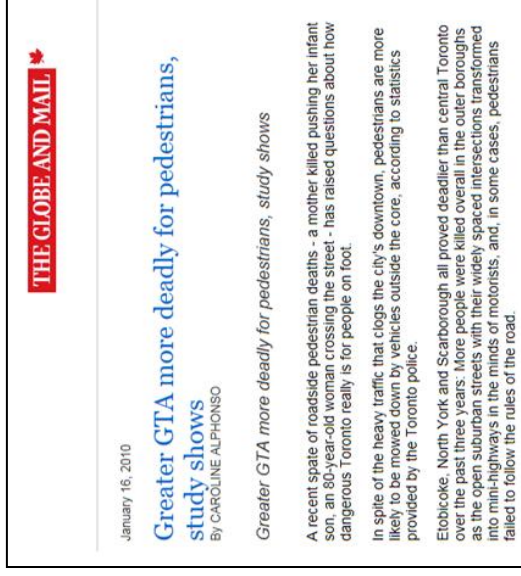 THE GLOBE AND MAIL
January 16, 2010
Greater GTA more deadly for pedestrians,
study shows
By CAROLINE ALPHONSO
Greater GTA more deadly for pedestrians, study shows
A recent spate of roadside pedestrian deaths - a mother killed pushing her infant
son, an 80-year-old woman crossing the street - has raised questions about how
dangerous Toronto really is for people on foot.
In spite of the heavy traffic that clogs the city's downtown, pedestrians are more
likely to be mowed down by vehicles outside the core, according to statistics
provided by the Toronto police.
Etobicoke, North York and Scarborough all proved deadlier than central Toronto
over the past three years: More people were killed overall in the outer boroughs
as the open suburban streets with their widely spaced intersections transformed
into mini-highways in the minds of motorists, and, in some cases, pedestrians
failed to follow the rules of the road.